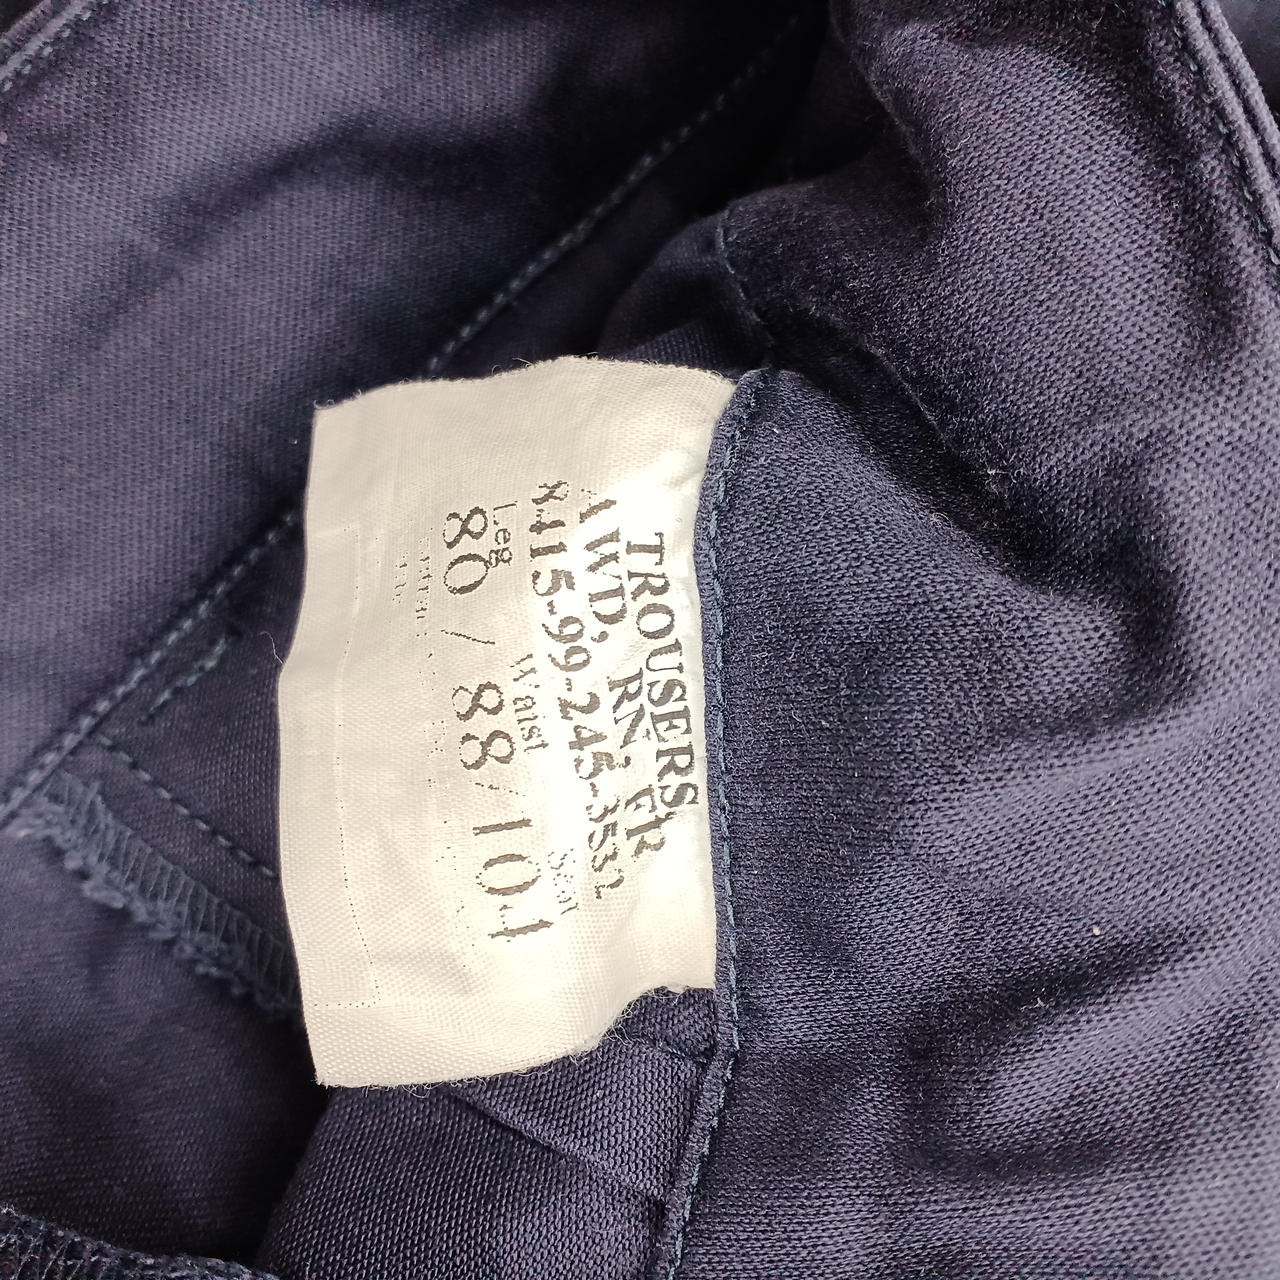 TROUSERS,
AWD, RN, FR
8415-99-245-3532
Leg Waist Seat
80 / 88 / 104